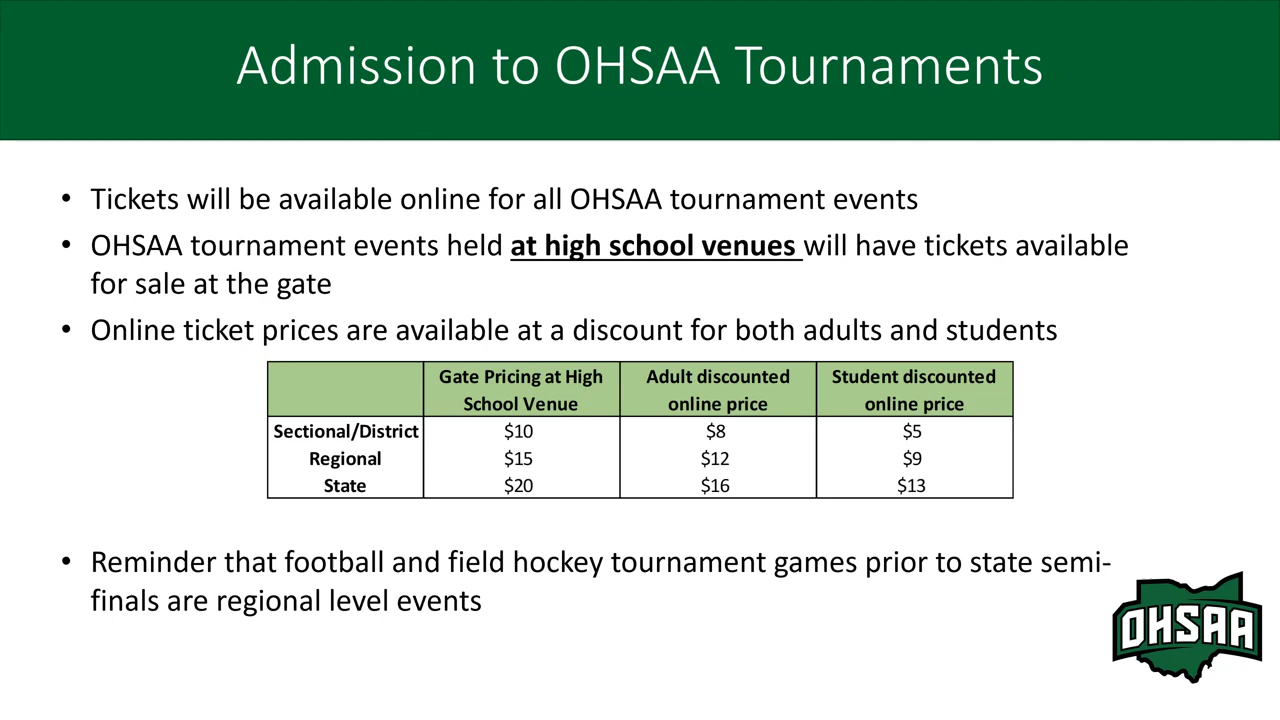 Admission to OHSAA Tournaments
• Tickets will be available online for all OHSAA tournament events
• OHSAA tournament events held at high school venues will have tickets available
for sale at the gate
• Online ticket prices are available at a discount for both adults and students
Gate Pricing at High School Venue Adult discounted online price Student discounted online price
Sectional/District $10 $8 $5
Regional $15 $12 $9
State $20 $16 $13
• Reminder that football and field hockey tournament games prior to state semi-
finals are regional level events
OHSAA